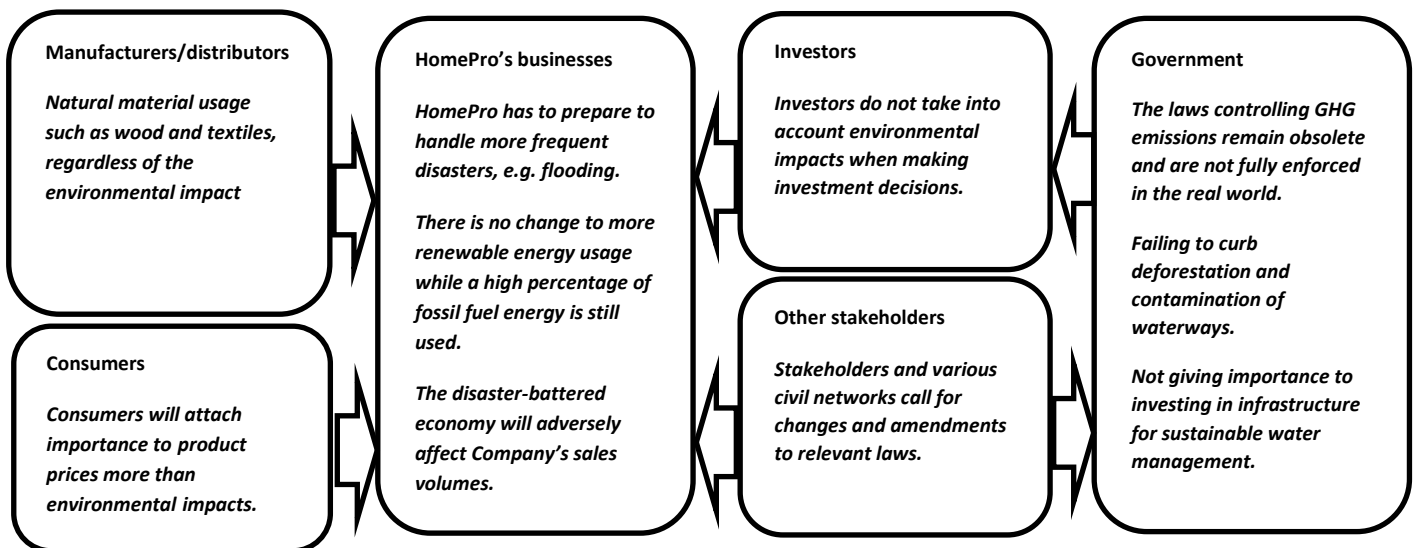 Manufacturers/distributors
Natural material usage
such as wood and textiles,
regardless of the
environmental impact
Consumers
Consumers will attach
importance to product
prices more than
environmental impacts.
HomePro's businesses
HomePro has to prepare to
handle more frequent
disasters, e.g. flooding.
There is no change to more
renewable energy usage
while a high percentage of
fossil fuel energy is still
used.
The disaster-battered
economy will adversely
affect Company's sales
volumes.
Investors
Investors do not take into
account environmental
impacts when making
investment decisions.
Other stakeholders
Stakeholders and various
civil networks call for
changes and amendments
to relevant laws.
Government
The laws controlling GHG
emissions remain obsolete
and are not fully enforced
in the real world.
Failing to curb
deforestation and
contamination of
waterways.
Not giving importance to
investing in infrastructure
for sustainable water
management.